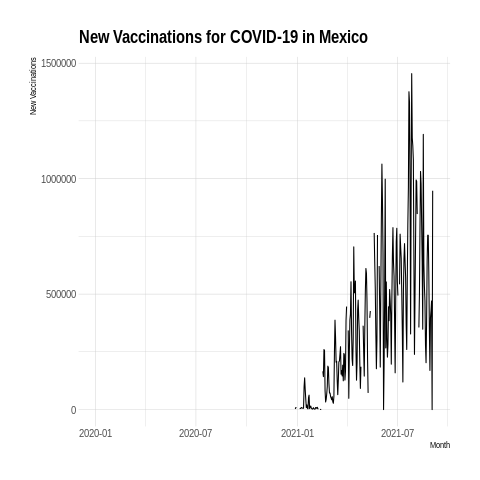 New Vaccinations for COVID-19 in Mexico
New Vaccinations
1500000
1000000
500000
0
2020-01 2020-07 2021-01 2021-07
Month